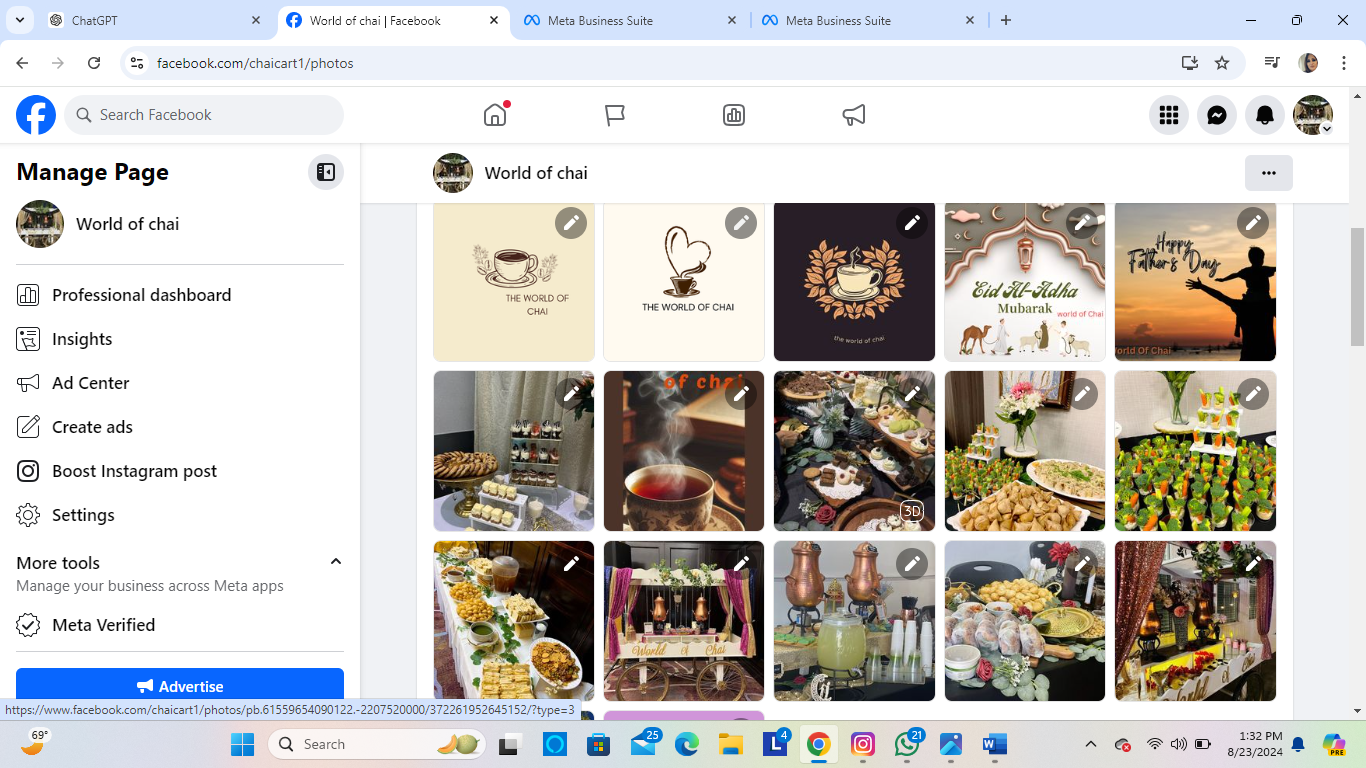 ChatGPT
World of chai | Facebook
Meta Business Suite
Meta Business Suite
facebook.com/chaicart1/photos
Search Facebook
Manage Page
World of chai
World of chai
Professional dashboard
Insights
Ad Center
Create ads
Boost Instagram post
Settings
More tools
Manage your business across Meta apps
Meta Verified
Advertise
THE WORLD OF
CHAI
THE WORLD OF CHAI
the world of chai
Eid Al-Adha
Mubarak
world of Chai
Happy
Father's Day
World Of Chai
of chai
3D
World of Chai
https://www.facebook.com/chaicart1/photos/pb.61559654090122.-2207520000/372261952645152/?type=3
69°
Search
25
L
4
21
W
1:32 PM
8/23/2024
PRE